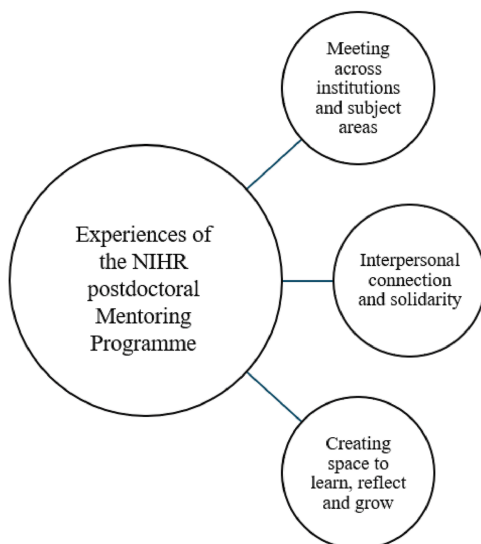 Meeting
across
institutions
and subject
areas
Experiences of
the NIHR
postdoctoral
Mentoring
Programme
Interpersonal
connection
and solidarity
Creating
space to
learn, reflect
and grow